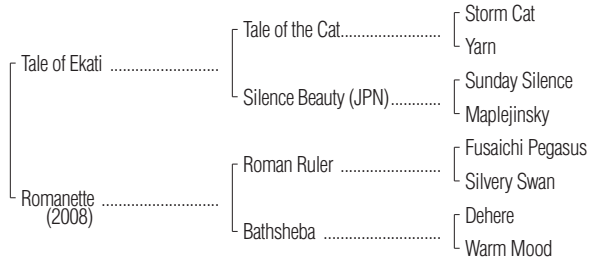 Storm Cat
Tale of the Cat....................
Yarn
Tale of Ekati ........................
Sunday Silence
Silence Beauty (JPN)............
Maplejinsky
Fusaichi Pegasus
Roman Ruler ......................
Silvery Swan
Romanette .........................
(2008)
Dehere
Bathsheba .........................
Warm Mood